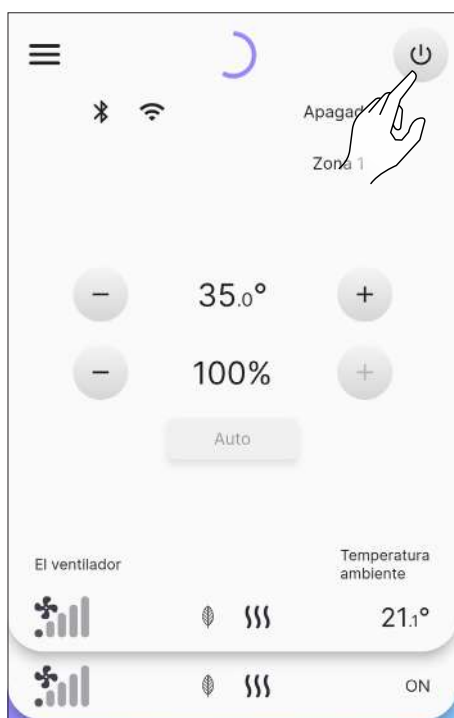 Apagad
Zona 1
− 35.0° +
− 100% +
Auto
El ventilador
Temperatura
ambiente
21.1°
ON